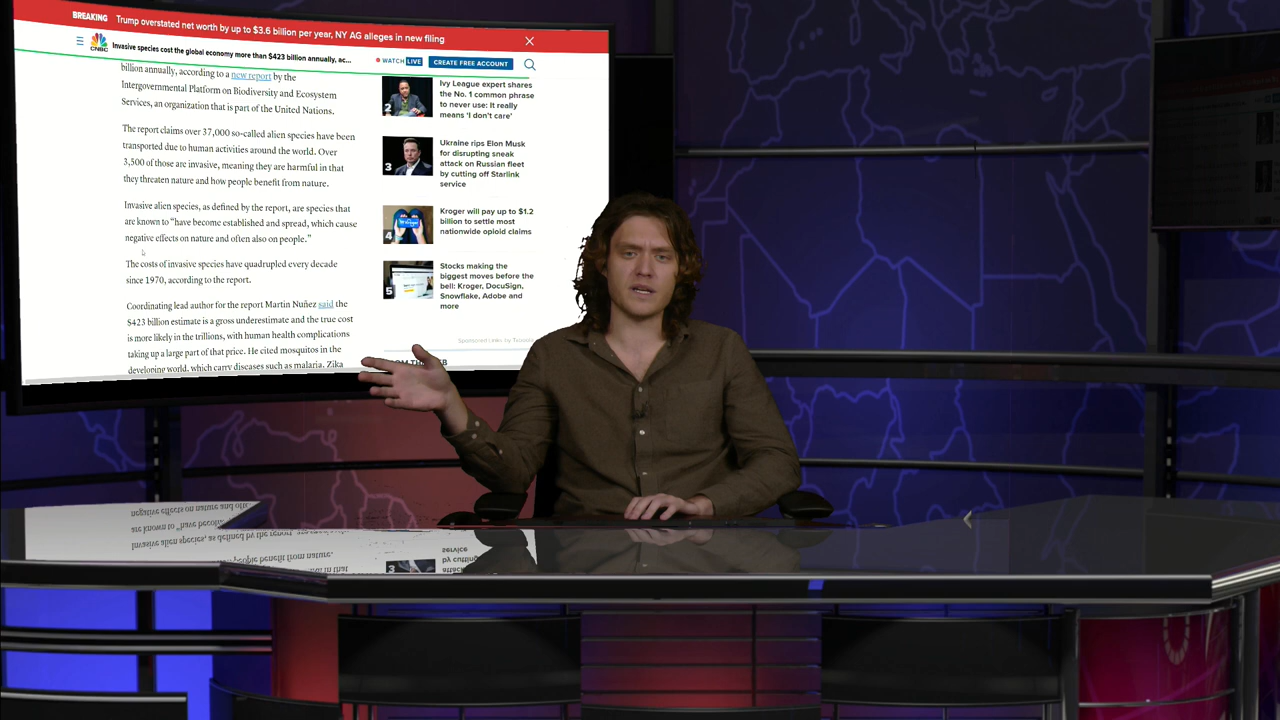 BREAKING Trump overstated net worth by up to $3.6 billion per year, NY AG alleges in new filing
CNBC
Invasive species cost the global economy more than $423 billion annually, ac...
WATCH LIVE
CREATE FREE ACCOUNT
billion annually, according to a new report by the
Intergovernmental Platform on Biodiversity and Ecosystem
Services, an organization that is part of the United Nations.
The report claims over 37,000 so-called alien species have been
transported due to human activities around the world. Over
3,500 of those are invasive, meaning they are harmful in that
they threaten nature and how people benefit from nature.
Invasive alien species, as defined by the report, are species that
are known to “have become established and spread, which cause
negative effects on nature and often also on people.”
The costs of invasive species have quadrupled every decade
since 1970, according to the report.
Coordinating lead author for the report Martin Nuñez said the
$423 billion estimate is a gross underestimate and the true cost
is more likely in the trillions, with human health complications
taking up a large part of that price. He cited mosquitos in the
developing world, which carry diseases such as malaria, Zika
2
Ivy League expert shares
the No. 1 common phrase
to never use: It really
means ‘I don't care’
3
Ukraine rips Elon Musk
for disrupting sneak
attack on Russian fleet
by cutting off Starlink
service
4
Kroger will pay up to $1.2
billion to settle most
nationwide opioid claims
5
Stocks making the
biggest moves before the
bell: Kroger, DocuSign,
Snowflake, Adobe and
more
Sponsored Links by